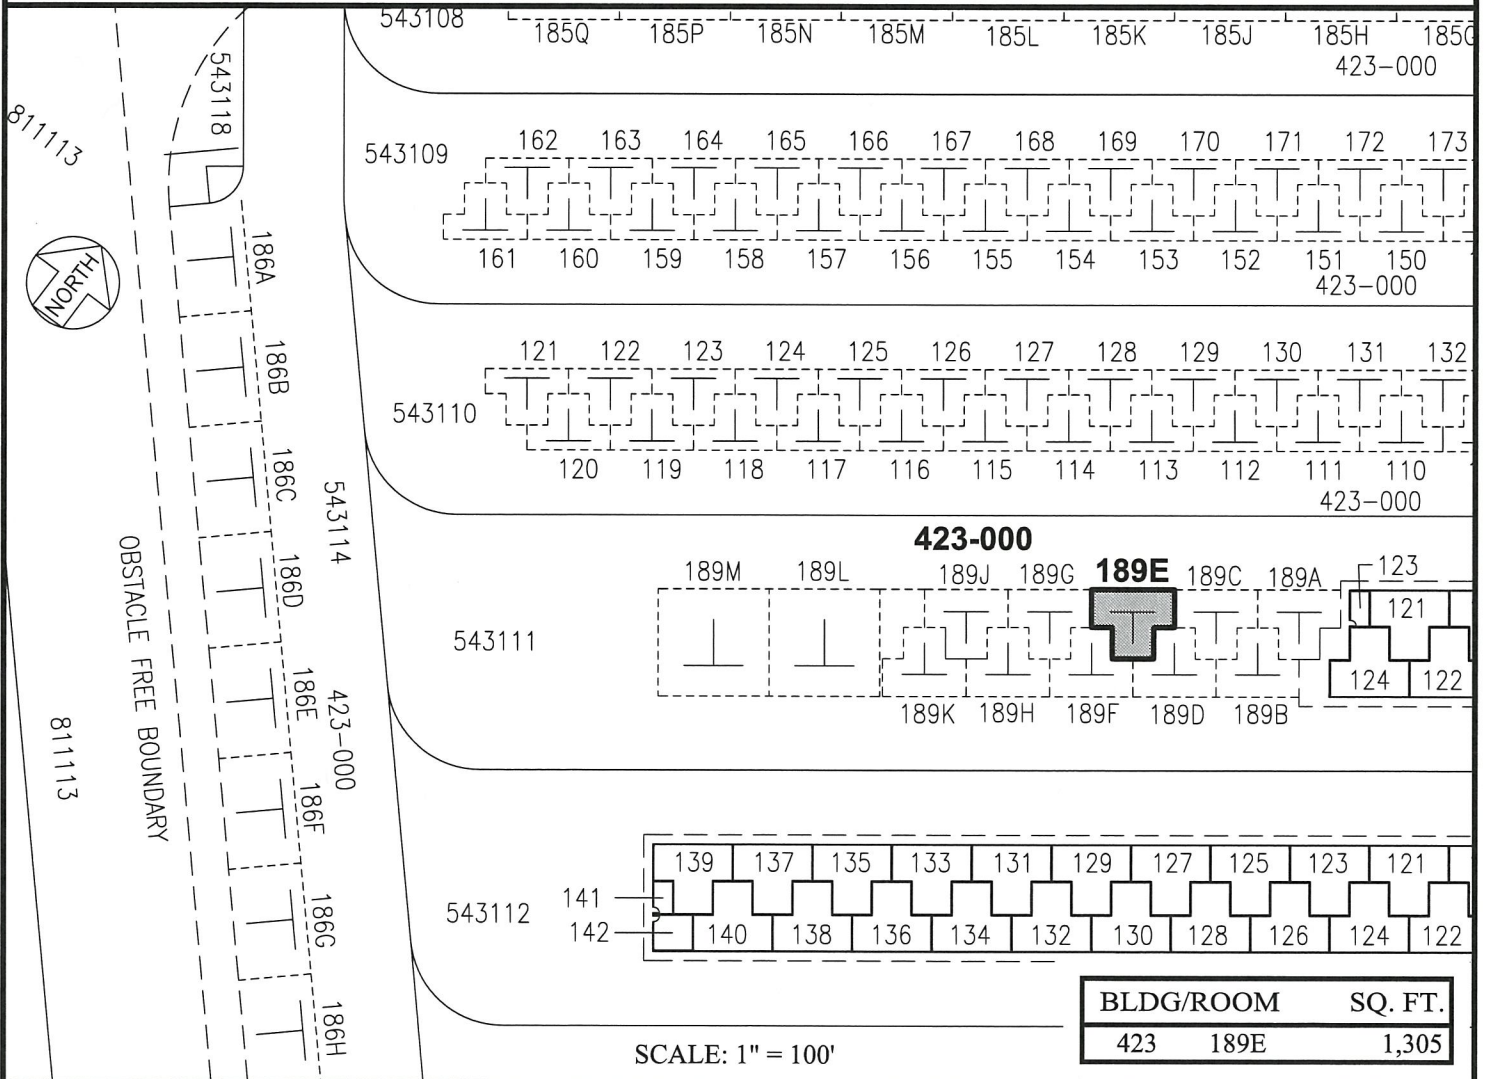 543108
185Q 185P 185N 185M 185L 185K 185J 185H 185G
423-000
543118
811113
543109
162 163 164 165 166 167 168 169 170 171 172 173
161 160 159 158 157 156 155 154 153 152 151 150
423-000
NORTH
186A
186B
186C
186D
186E
186F
186G
186H
121 122 123 124 125 126 127 128 129 130 131 132
543110
120 119 118 117 116 115 114 113 112 111 110
423-000
543114
423-000
OBSTACLE FREE BOUNDARY
811113
423-000
189M 189L 189J 189G 189E 189C 189A 123
121
543111
124 122
189K 189H 189F 189D 189B
139 137 135 133 131 129 127 125 123 121
141
543112
142
140 138 136 134 132 130 128 126 124 122
BLDG/ROOM SQ. FT.
423 189E 1,305
SCALE: 1" = 100'